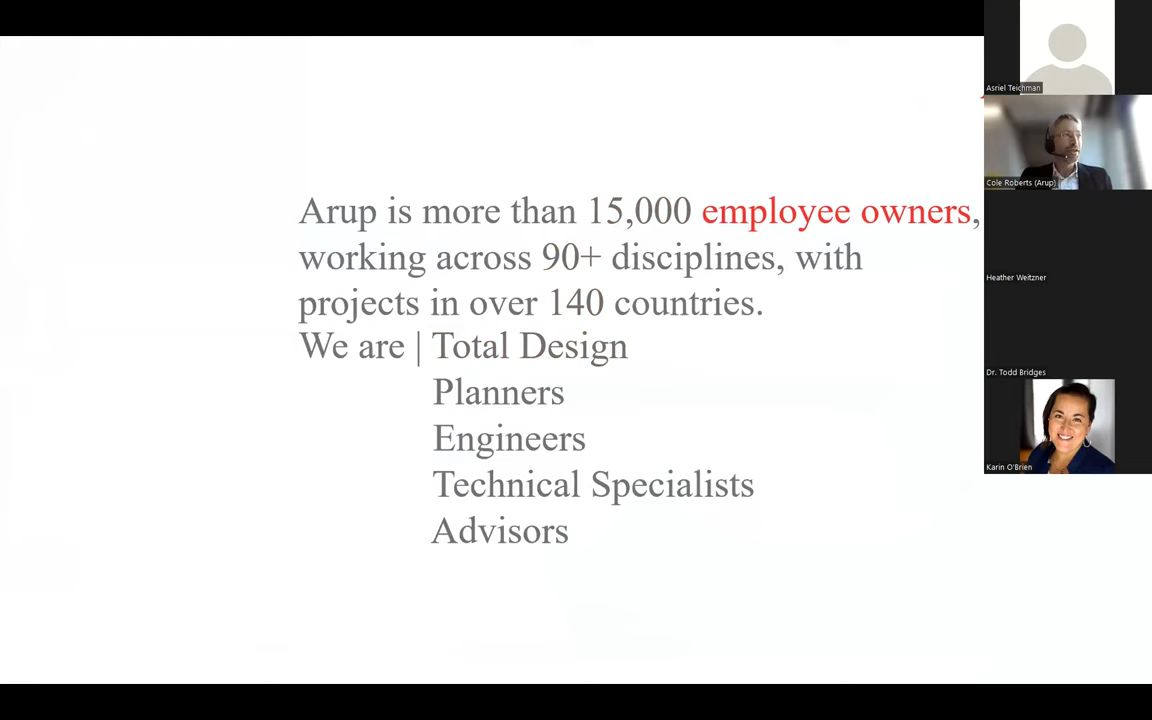 Arup is more than 15,000 employee owners,
working across 90+ disciplines, with
projects in over 140 countries.
We are | Total Design
Planners
Engineers
Technical Specialists
Advisors
Asriel Teichman
Cole Roberts (Arup)
Heather Weitzner
Dr. Todd Bridges
Karin O'Brien